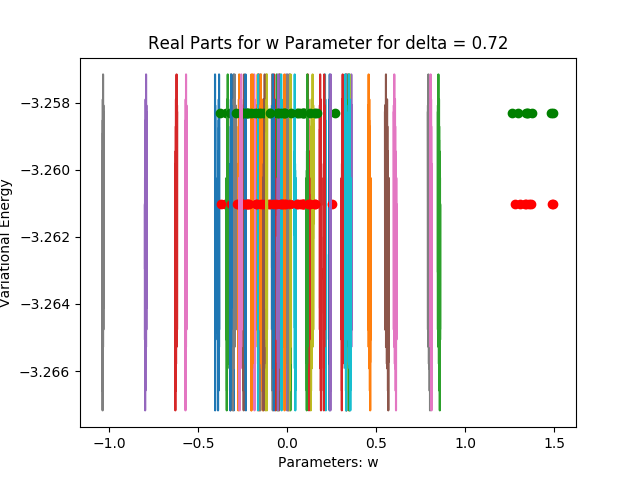 Real Parts for w Parameter for delta = 0.72
Variational Energy
−3.258
−3.260
−3.262
−3.264
−3.266
−1.0 −0.5 0.0 0.5 1.0 1.5
Parameters: w